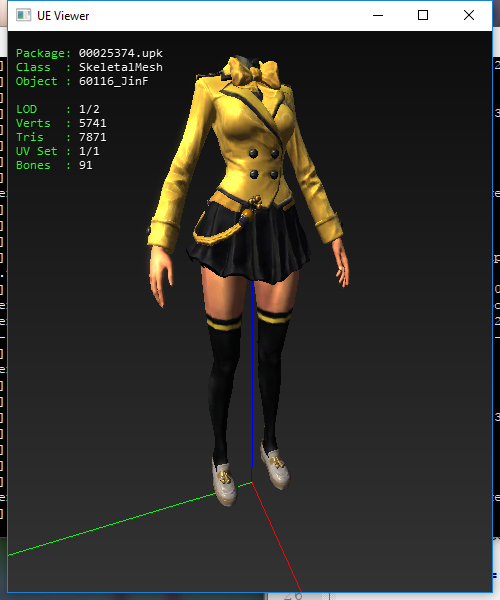 UE Viewer
Package: 00025374.upk
Class : SkeletalMesh
Object : 60116_JinF
LOD : 1/2
Verts : 5741
Tris : 7871
UV Set : 1/1
Bones : 91